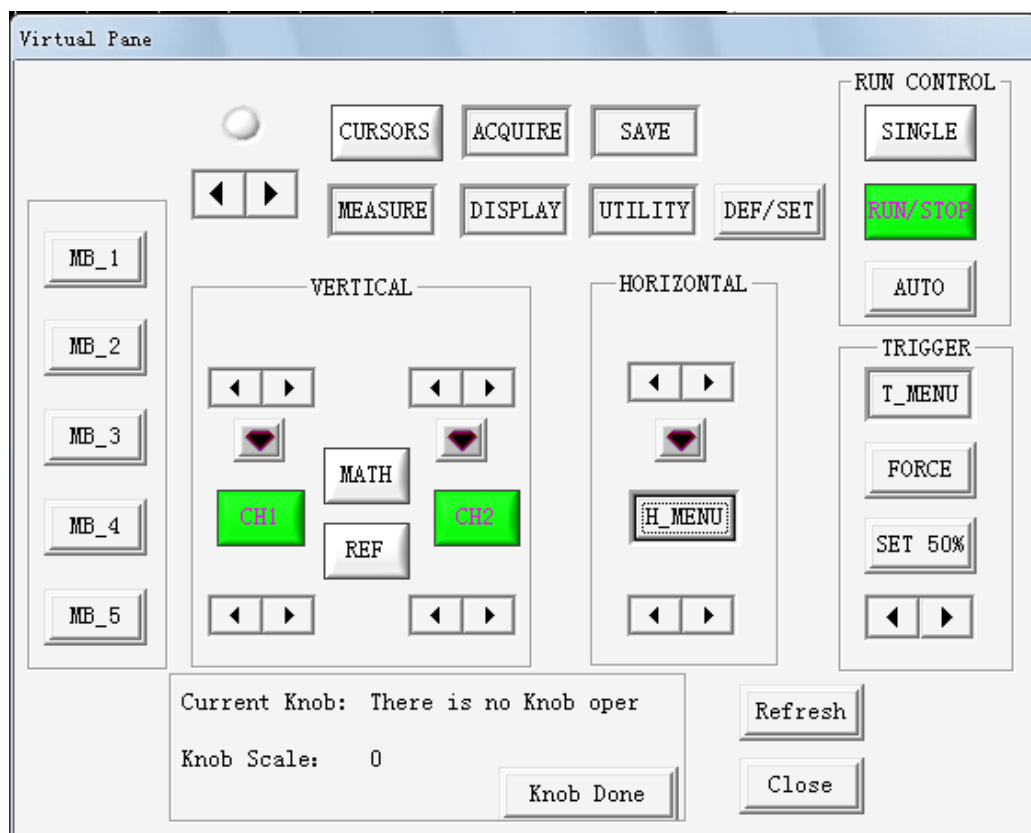 Virtual Pane
RUN CONTROL
CURSORS ACQUIRE SAVE SINGLE
MEASURE DISPLAY UTILITY DEF/SET RUN/STOP
MB_1
AUTO
VERTICAL HORIZONTAL
MB_2
TRIGGER
T_MENU
MB_3
MATH FORCE
CH1 CH2 H_MENU
MB_4
REF SET 50%
MB_5
Current Knob: There is no Knob oper
Refresh
Knob Scale: 0
Knob Done Close